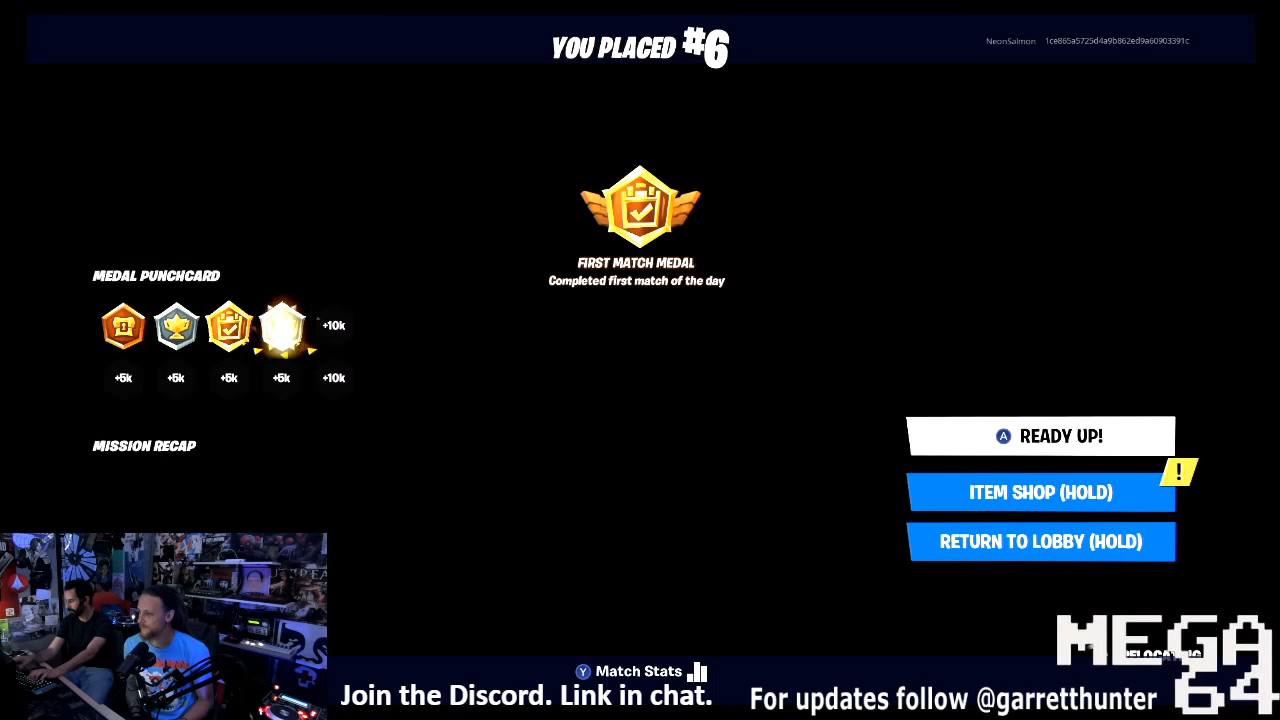 YOU PLACED #6
NeonSalmon 1ce865a5725d4a9b862ed9a60903391c
FIRST MATCH MEDAL
Completed first match of the day
MEDAL PUNCHCARD
+10k
+5k +5k +5k +5k +10k
MISSION RECAP
A READY UP!
!
ITEM SHOP (HOLD)
RETURN TO LOBBY (HOLD)
MEGA
64
Y Match Stats
Join the Discord. Link in chat.
For updates follow @garretthunter